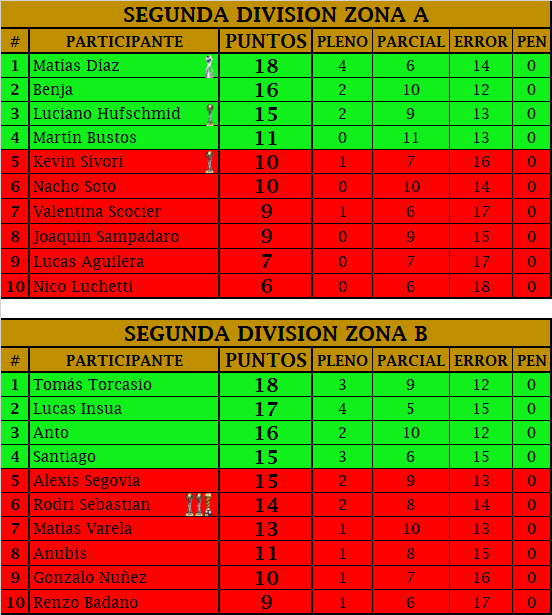 SEGUNDA DIVISION ZONA A
# PARTICIPANTE PUNTOS PLENO PARCIAL ERROR PEN
1 Matías Díaz 18 4 6 14 0
2 Benja 16 2 10 12 0
3 Luciano Hufschmid 15 2 9 13 0
4 Martín Bustos 11 0 11 13 0
5 Kevin Sívori 10 1 7 16 0
6 Nacho Soto 10 0 10 14 0
7 Valentina Scocier 9 1 6 17 0
8 Joaquín Sampadaro 9 0 9 15 0
9 Lucas Aguilera 7 0 7 17 0
10 Nico Luchetti 6 0 6 18 0
SEGUNDA DIVISION ZONA B
# PARTICIPANTE PUNTOS PLENO PARCIAL ERROR PEN
1 Tomás Torcasio 18 3 9 12 0
2 Lucas Insua 17 4 5 15 0
3 Anto 16 2 10 12 0
4 Santiago 15 3 6 15 0
5 Alexis Segovia 15 2 9 13 0
6 Rodri Sebastian 14 2 8 14 0
7 Matías Varela 13 1 10 13 0
8 Anubis 11 1 8 15 0
9 Gonzalo Nuñez 10 1 7 16 0
10 Renzo Badano 9 1 6 17 0